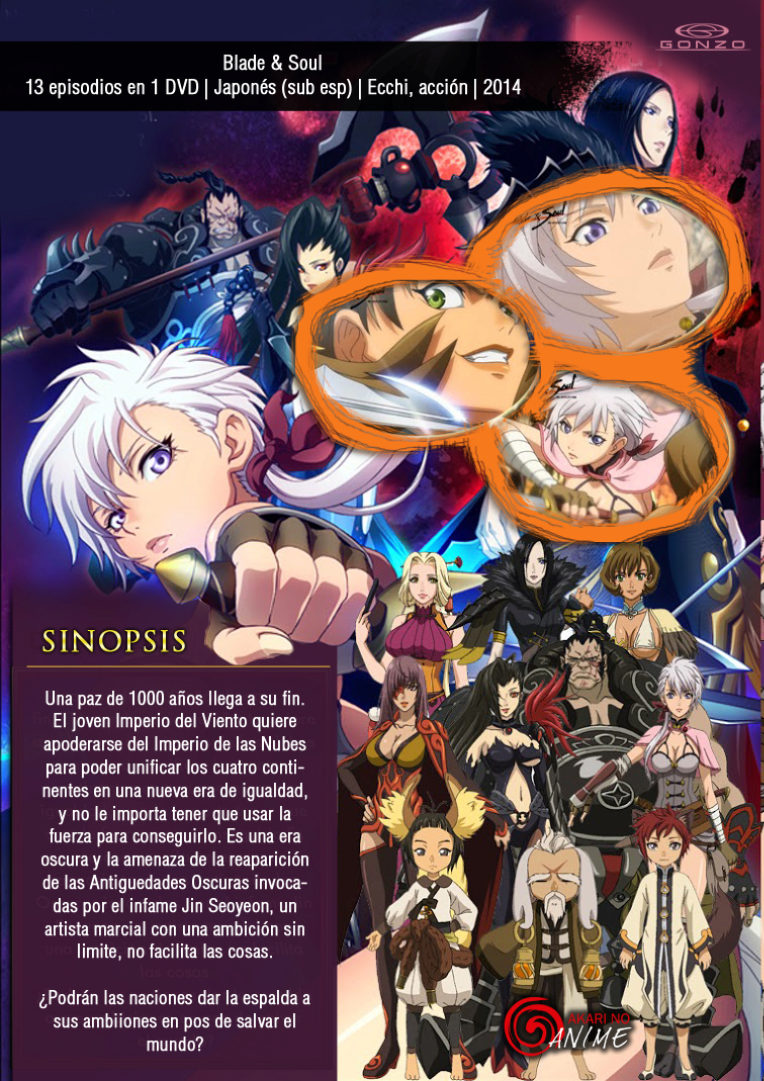 GONZO
Blade & Soul
13 episodios en 1 DVD | Japonés (sub esp) | Ecchi, acción | 2014
Soul
Soul
SINOPSIS
Una paz de 1000 años llega a su fin.
El joven Imperio del Viento quiere
apoderarse del Imperio de las Nubes
para poder unificar los cuatro conti-
nentes en una nueva era de igualdad,
y no le importa tener que usar la
fuerza para conseguirlo. Es una era
oscura y la amenaza de la reaparición
de las Antiguedades Oscuras invoca-
das por el infame Jin Seoyeon, un
artista marcial con una ambición sin
limite, no facilita las cosas.
¿Podrán las naciones dar la espalda a
sus ambiiones en pos de salvar el
mundo?
AKARI NO
ANIME